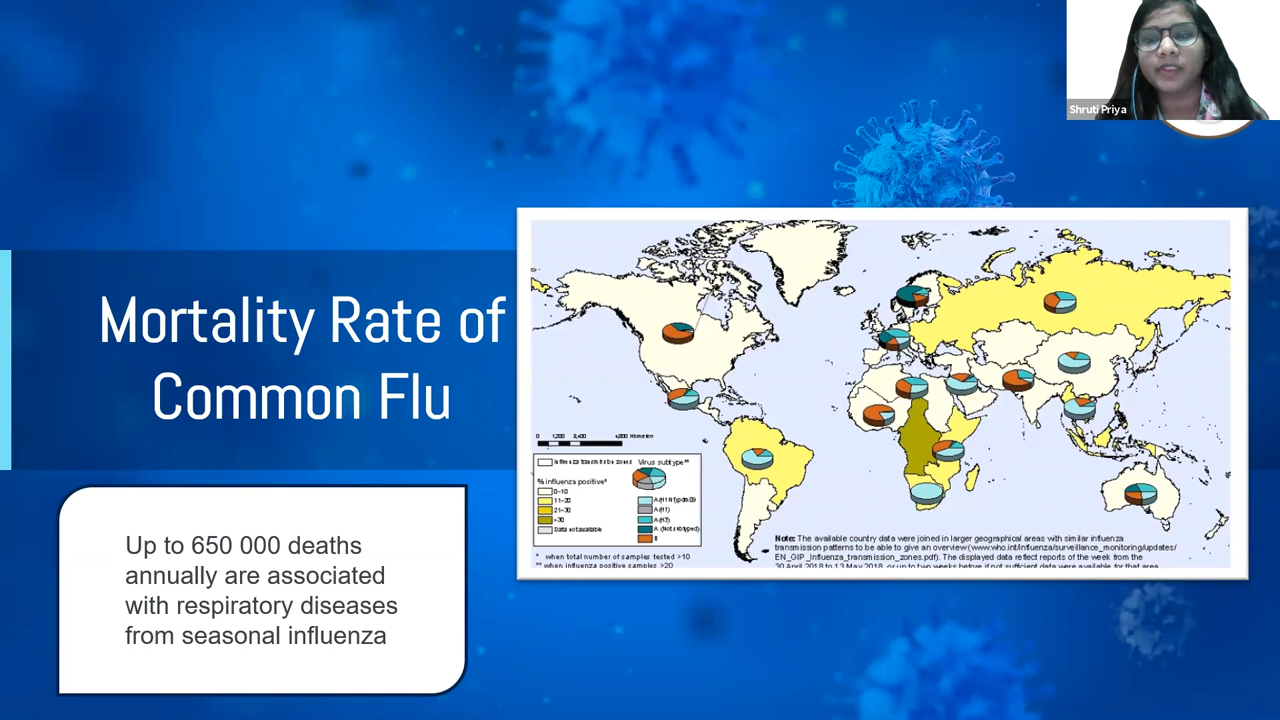 Shruti Priya
Mortality Rate of
Common Flu
Up to 650 000 deaths
annually are associated
with respiratory diseases
from seasonal influenza
Influenza transmission zones
Virus subtype**
% influenza positive*
0-10
11-20
21-30
>30
Data not available
A(H1N1)pdm09
A(H1)
A(H3)
A (Not subtyped)
B
* when total number of samples tested >10
** when influenza positive samples >20
Note: The available country data were joined in larger geographical areas with similar influenza
transmission patterns to be able to give an overview (www.who.int/influenza/surveillance_monitoring/updates/
EN_GIP_Influenza_transmission_zones.pdf). The displayed data reflect reports of the week from the
30 April 2018 to 13 May 2018, or up to two weeks before if not sufficient data were available for that area.